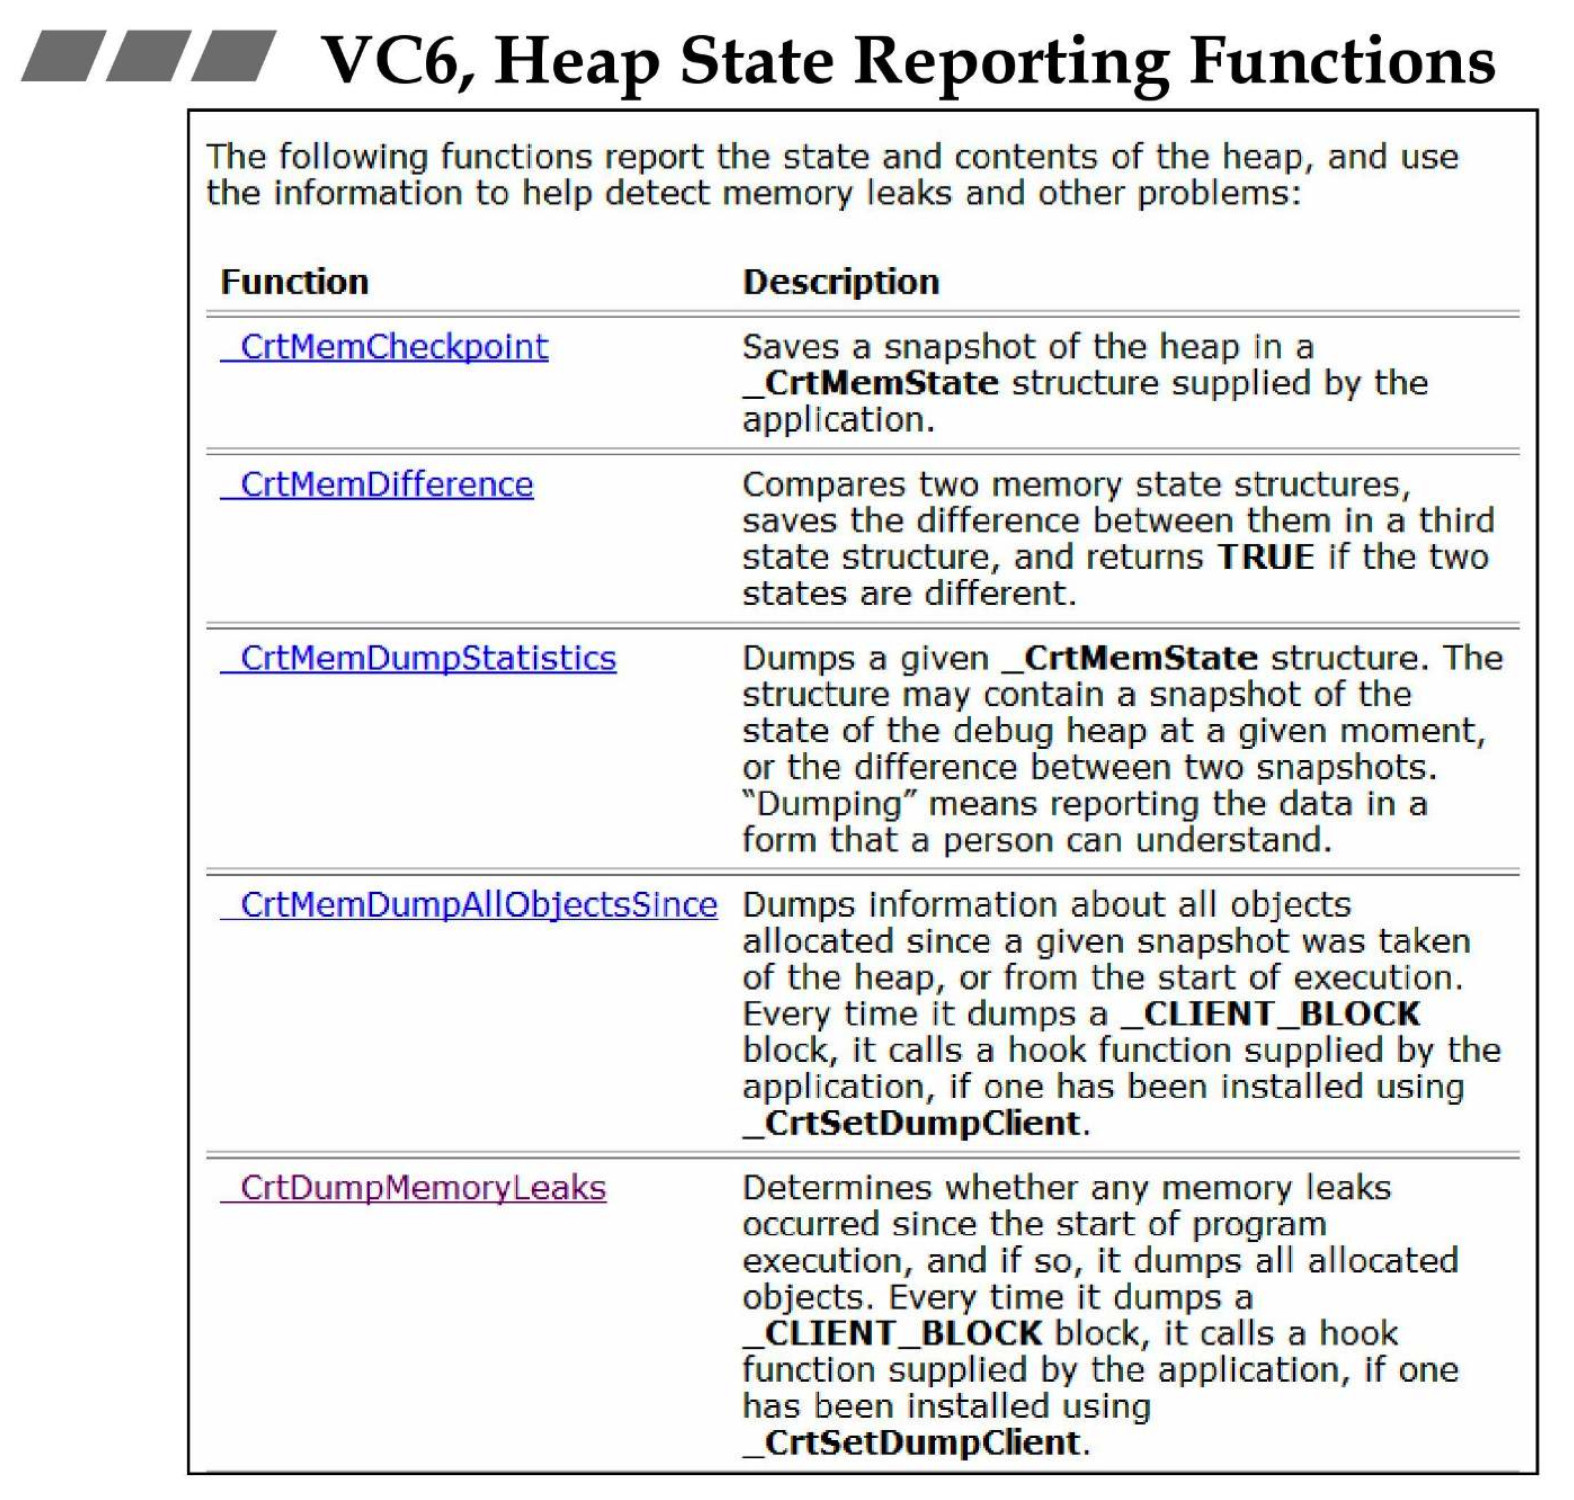 VC6, Heap State Reporting Functions
The following functions report the state and contents of the heap, and use
the information to help detect memory leaks and other problems:
Function Description
_CrtMemCheckpoint Saves a snapshot of the heap in a
_CrtMemState structure supplied by the
application.
_CrtMemDifference Compares two memory state structures,
saves the difference between them in a third
state structure, and returns TRUE if the two
states are different.
_CrtMemDumpStatistics Dumps a given _CrtMemState structure. The
structure may contain a snapshot of the
state of the debug heap at a given moment,
or the difference between two snapshots.
“Dumping” means reporting the data in a
form that a person can understand.
_CrtMemDumpAllObjectsSince Dumps information about all objects
allocated since a given snapshot was taken
of the heap, or from the start of execution.
Every time it dumps a _CLIENT_BLOCK
block, it calls a hook function supplied by the
application, if one has been installed using
_CrtSetDumpClient.
_CrtDumpMemoryLeaks Determines whether any memory leaks
occurred since the start of program
execution, and if so, it dumps all allocated
objects. Every time it dumps a
_CLIENT_BLOCK block, it calls a hook
function supplied by the application, if one
has been installed using
_CrtSetDumpClient.